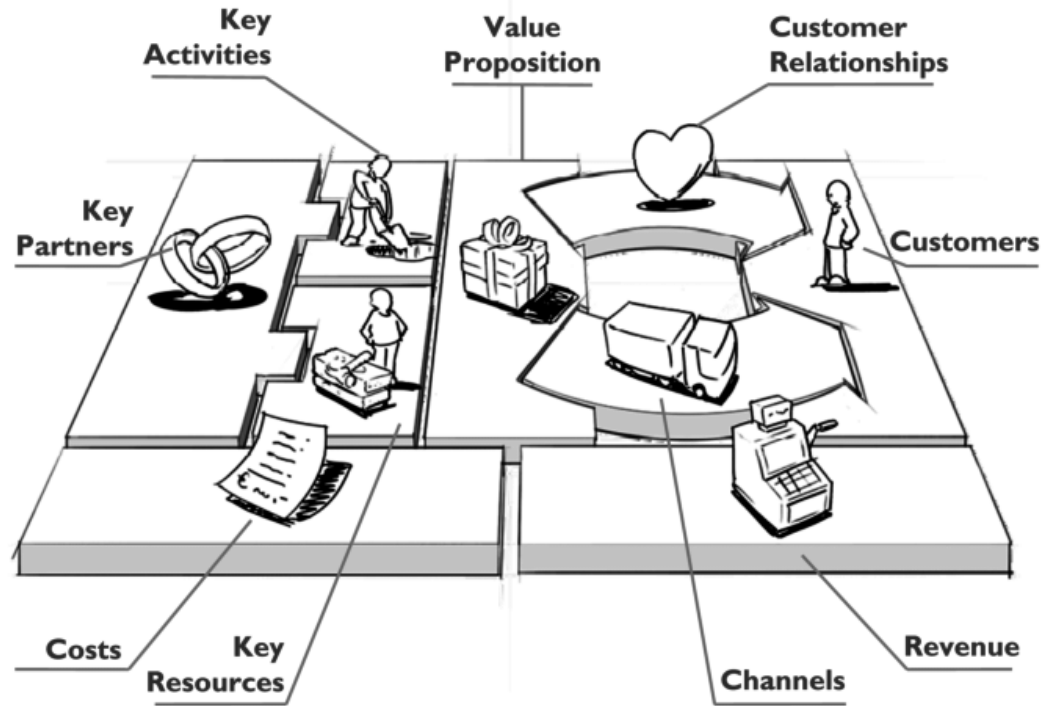 Key
Activities
Value
Proposition
Customer
Relationships
Key
Partners
Customers
Costs
Key
Resources
Channels
Revenue